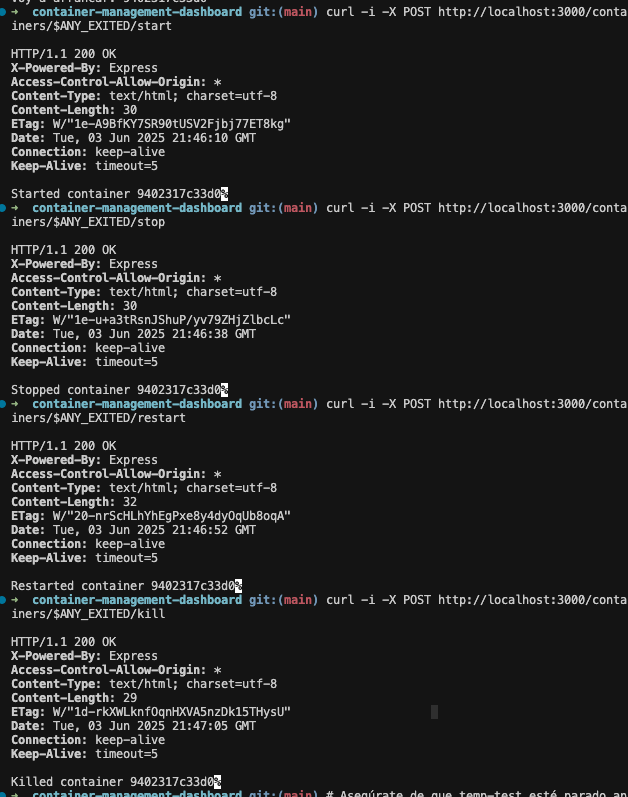 ➜  container-management-dashboard git:(main) curl -i -X POST http://localhost:3000/conta
iners/$ANY_EXITED/start
HTTP/1.1 200 OK
X-Powered-By: Express
Access-Control-Allow-Origin: *
Content-Type: text/html; charset=utf-8
Content-Length: 30
ETag: W/"1e-A9BfKY7SR90tUSV2Fjbj77ET8kg"
Date: Tue, 03 Jun 2025 21:46:10 GMT
Connection: keep-alive
Keep-Alive: timeout=5
Started container 9402317c33d0%
➜  container-management-dashboard git:(main) curl -i -X POST http://localhost:3000/conta
iners/$ANY_EXITED/stop
HTTP/1.1 200 OK
X-Powered-By: Express
Access-Control-Allow-Origin: *
Content-Type: text/html; charset=utf-8
Content-Length: 30
ETag: W/"1e-u+a3tRsnJShuP/yv79ZHjZlbcLc"
Date: Tue, 03 Jun 2025 21:46:38 GMT
Connection: keep-alive
Keep-Alive: timeout=5
Stopped container 9402317c33d0%
➜  container-management-dashboard git:(main) curl -i -X POST http://localhost:3000/conta
iners/$ANY_EXITED/restart
HTTP/1.1 200 OK
X-Powered-By: Express
Access-Control-Allow-Origin: *
Content-Type: text/html; charset=utf-8
Content-Length: 32
ETag: W/"20-nrScHLhYhEgPxe8y4dyOqUb8oqA"
Date: Tue, 03 Jun 2025 21:46:52 GMT
Connection: keep-alive
Keep-Alive: timeout=5
Restarted container 9402317c33d0%
➜  container-management-dashboard git:(main) curl -i -X POST http://localhost:3000/conta
iners/$ANY_EXITED/kill
HTTP/1.1 200 OK
X-Powered-By: Express
Access-Control-Allow-Origin: *
Content-Type: text/html; charset=utf-8
Content-Length: 29
ETag: W/"1d-rkXWLknfOqnHXVA5nzDk15THysU"
Date: Tue, 03 Jun 2025 21:47:05 GMT
Connection: keep-alive
Keep-Alive: timeout=5
Killed container 9402317c33d0%
➜  container-management-dashboard git:(main) # Asegúrate de que temp-test esté parado an